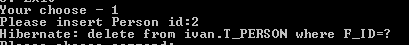 Your choose - 1
Please insert Person id:2
Hibernate: delete from ivan.T_PERSON where F_ID=?